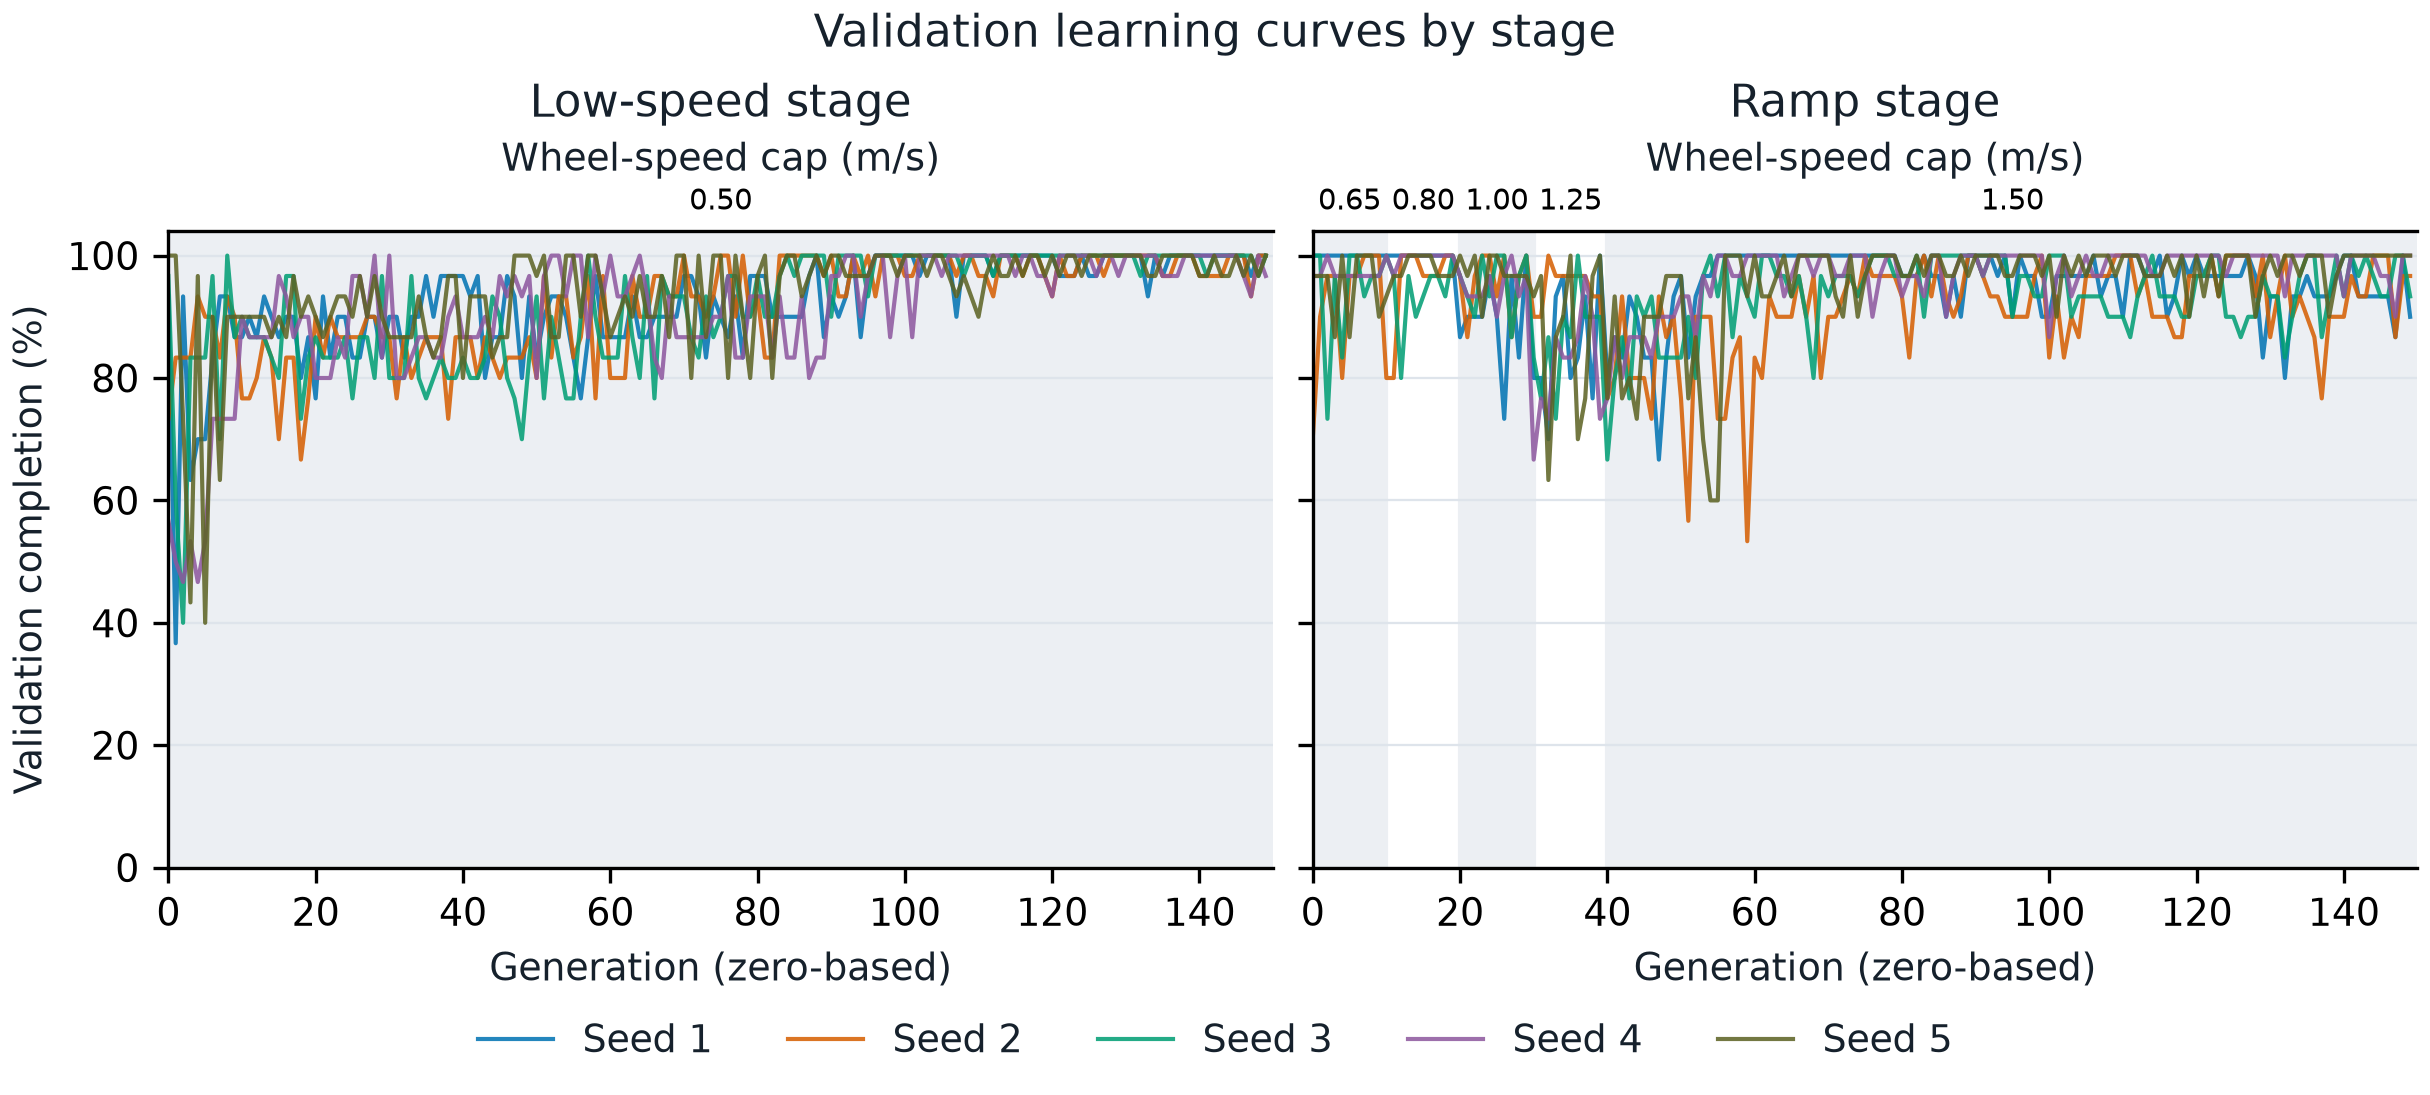 Validation learning curves by stage
Low-speed stage
Wheel-speed cap (m/s)
0.50
Ramp stage
Wheel-speed cap (m/s)
0.65 0.80 1.00 1.25 1.50
Validation completion (%)
100
80
60
40
20
0
0 20 40 60 80 100 120 140
Generation (zero-based)
0 20 40 60 80 100 120 140
Generation (zero-based)
Seed 1 Seed 2 Seed 3 Seed 4 Seed 5